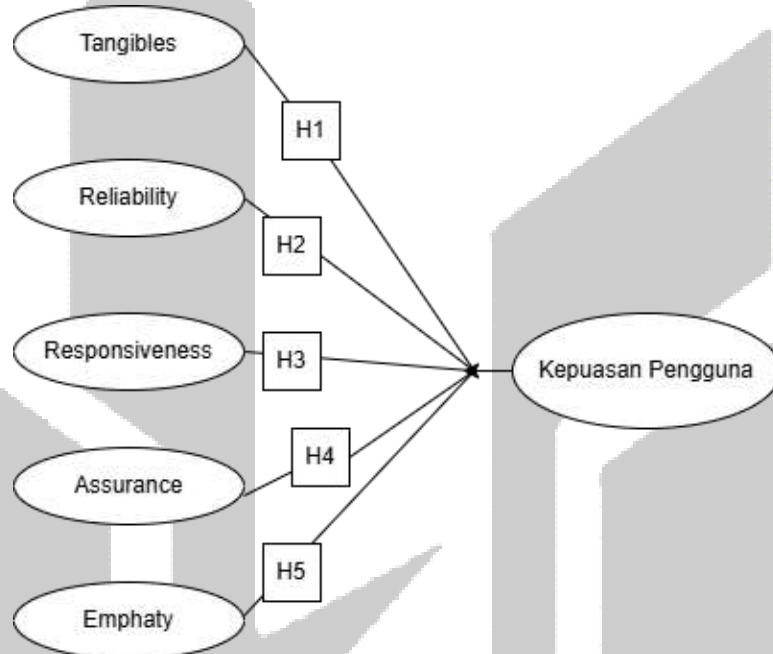 Tangibles
H1
Reliability
H2
Responsiveness
H3
Kepuasan Pengguna
H4
Assurance
H5
Emphaty